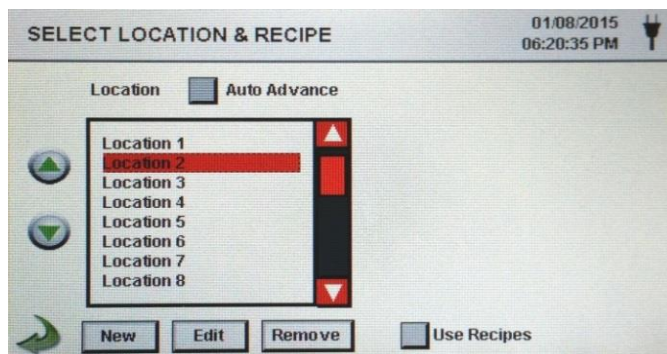 SELECT LOCATION & RECIPE
01/08/2015
06:20:35 PM
Location
Auto Advance
Location 1
Location 2
Location 3
Location 4
Location 5
Location 6
Location 7
Location 8
New
Edit
Remove
Use Recipes